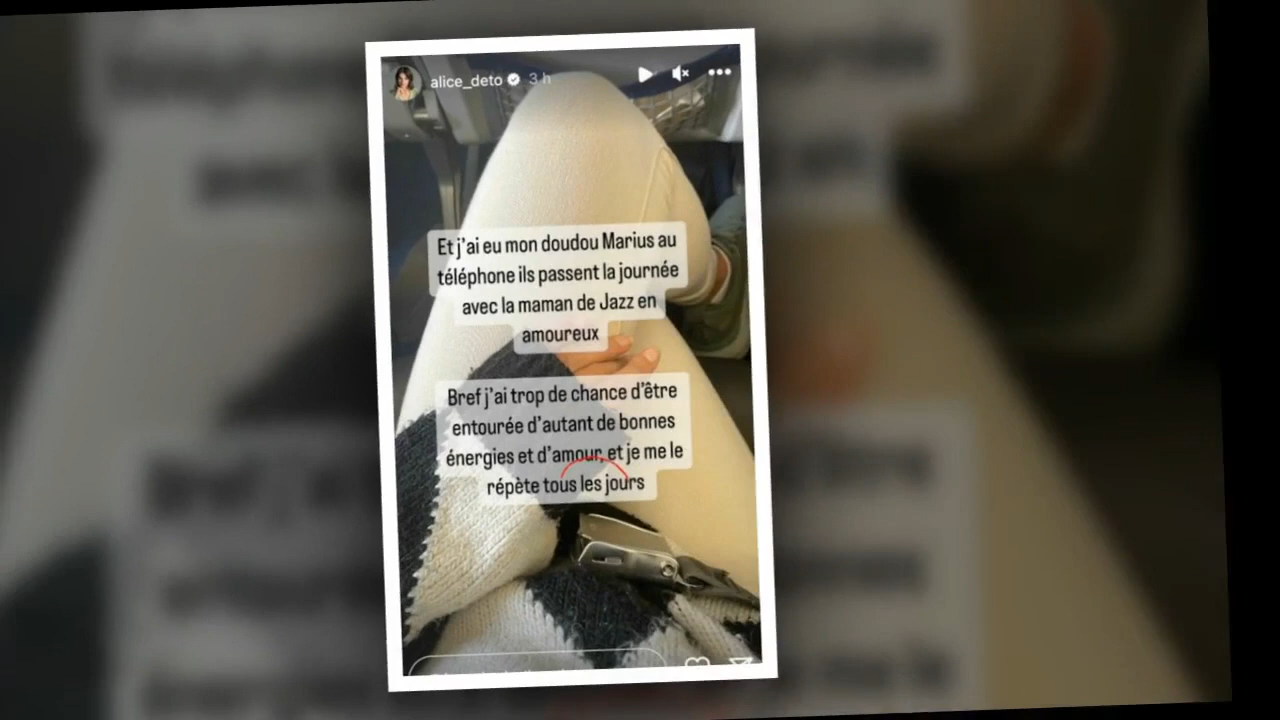 alice_deto 3 h
Et j'ai eu mon doudou Marius au
téléphone ils passent la journée
avec la maman de Jazz en
amoureux
Bref j'ai trop de chance d'être
entourée d'autant de bonnes
énergies et d'amour, et je me le
répète tous les jours